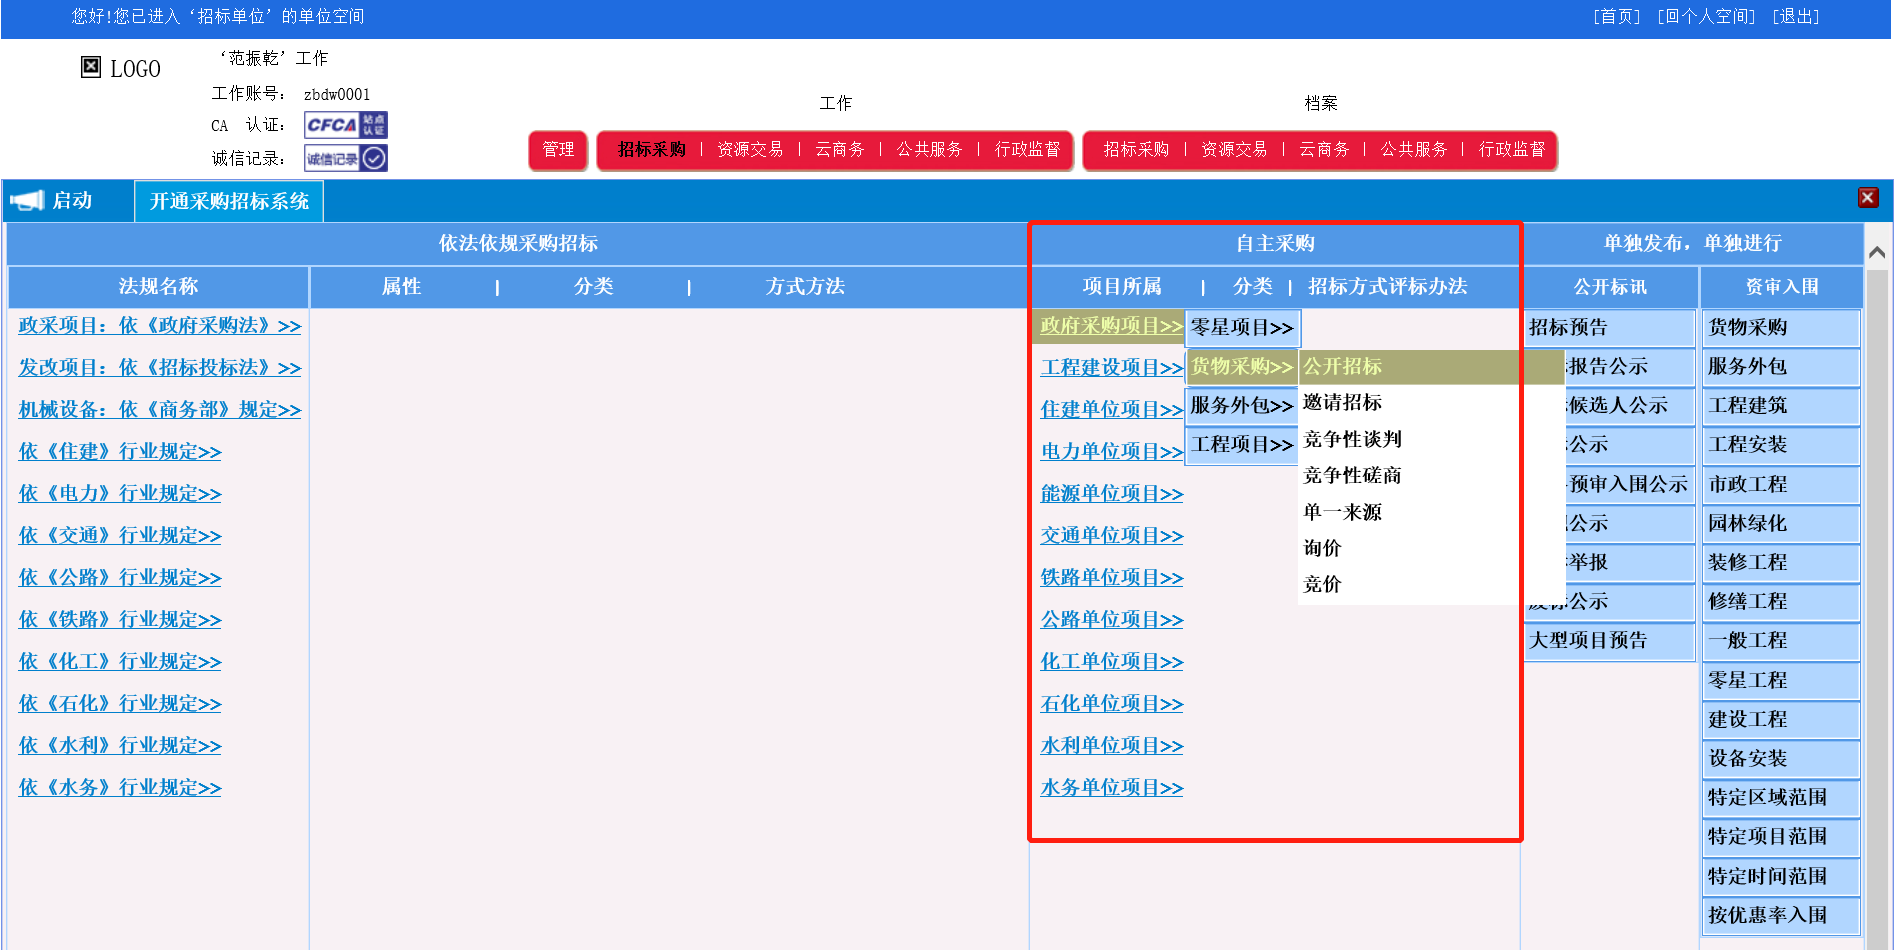 您好!您已进入‘招标单位’的单位空间
[首页] [回个人空间] [退出]
LOGO
‘范振乾’工作
工作账号： zbdw0001
CA 认证： CFCA 站点认证
诚信记录： 诚信记录
工作
档案
管理
招标采购 | 资源交易 | 云商务 | 公共服务 | 行政监督
招标采购 | 资源交易 | 云商务 | 公共服务 | 行政监督
启动
开通采购招标系统
依法依规采购招标
法规名称
属性 | 分类 | 方式方法
政采项目：依《政府采购法》>>
发改项目：依《招标投标法》>>
机械设备：依《商务部》规定>>
依《住建》行业规定>>
依《电力》行业规定>>
依《交通》行业规定>>
依《公路》行业规定>>
依《铁路》行业规定>>
依《化工》行业规定>>
依《石化》行业规定>>
依《水利》行业规定>>
依《水务》行业规定>>
自主采购
项目所属 | 分类 | 招标方式评标办法
政府采购项目>>
工程建设项目>>
住建单位项目>>
电力单位项目>>
能源单位项目>>
交通单位项目>>
铁路单位项目>>
公路单位项目>>
化工单位项目>>
石化单位项目>>
水利单位项目>>
水务单位项目>>
零星项目>>
货物采购>>
服务外包>>
工程项目>>
公开招标
邀请招标
竞争性谈判
竞争性磋商
单一来源
询价
竞价
单独发布，单独进行
公开标讯
招标预告
报告公示
候选人公示
公示
预审入围公示
公示
举报
公示
大型项目预告
资审入围
货物采购
服务外包
工程建筑
工程安装
市政工程
园林绿化
装修工程
修缮工程
一般工程
零星工程
建设工程
设备安装
特定区域范围
特定项目范围
特定时间范围
按优惠率入围